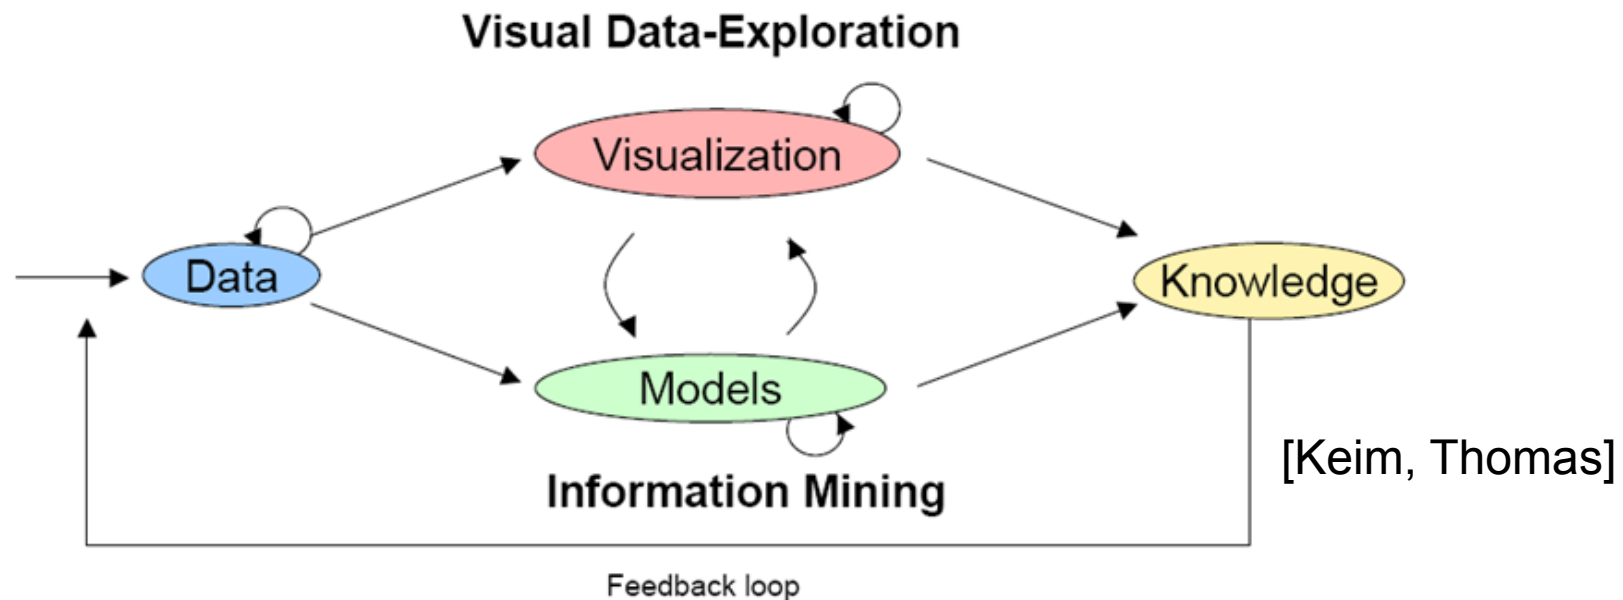 Visual Data-Exploration
Visualization
Data
Knowledge
Models
[Keim, Thomas]
Information Mining
Feedback loop